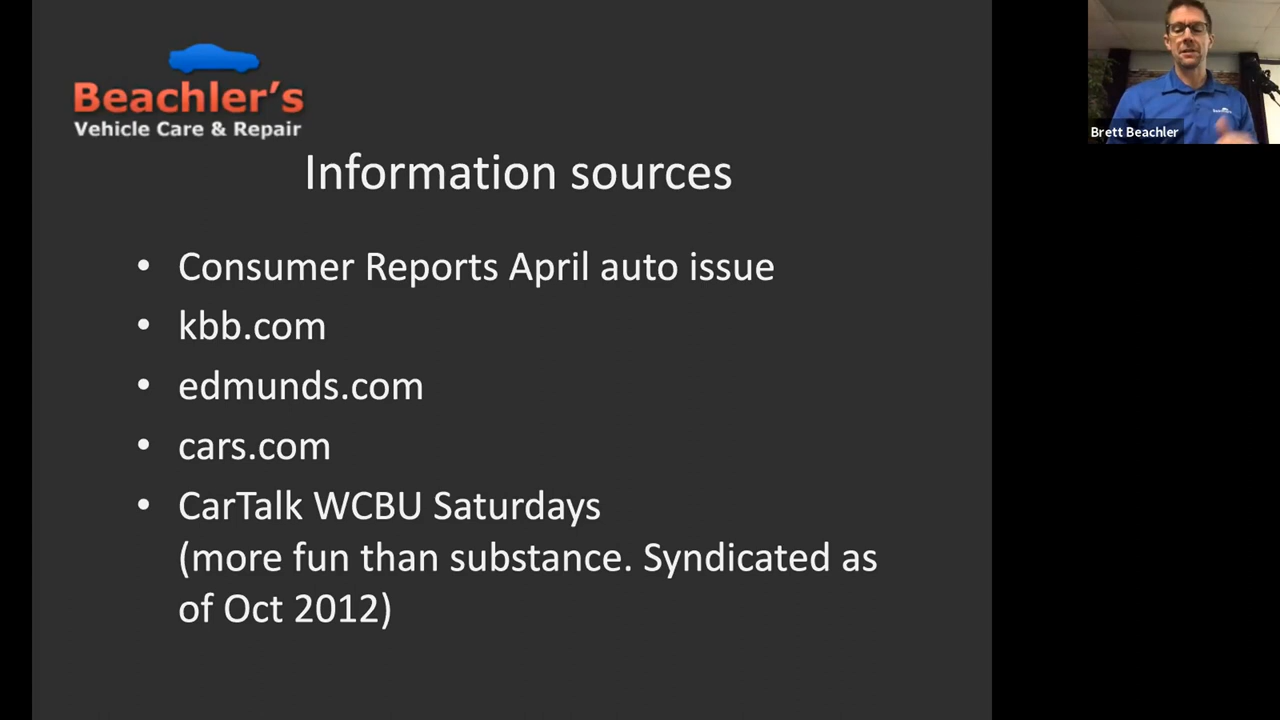 Beachler's
Vehicle Care & Repair
Brett Beachler
Information sources
• Consumer Reports April auto issue
• kbb.com
• edmunds.com
• cars.com
• CarTalk WCBU Saturdays
(more fun than substance. Syndicated as
of Oct 2012)